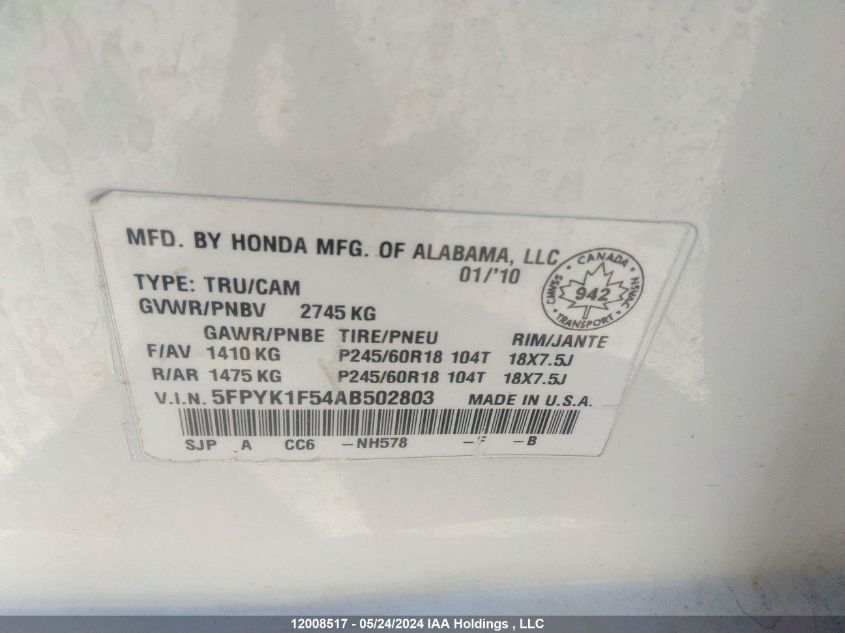 MFD. BY HONDA MFG. OF ALABAMA, LLC
01/'10
TYPE: TRU/CAM
GVWR/PNBV 2745 KG
GAWR/PNBE TIRE/PNEU RIM/JANTE
F/AV 1410 KG P245/60R18 104T 18X7.5J
R/AR 1475 KG P245/60R18 104T 18X7.5J
V.I.N. 5FPYK1F54AB502803 MADE IN U.S.A.
SJP A CC6 -NH578 - -B
CANADA
CMVSS 942 NSVAC
TRANSPORT
12008517 - 05/24/2024 IAA Holdings , LLC